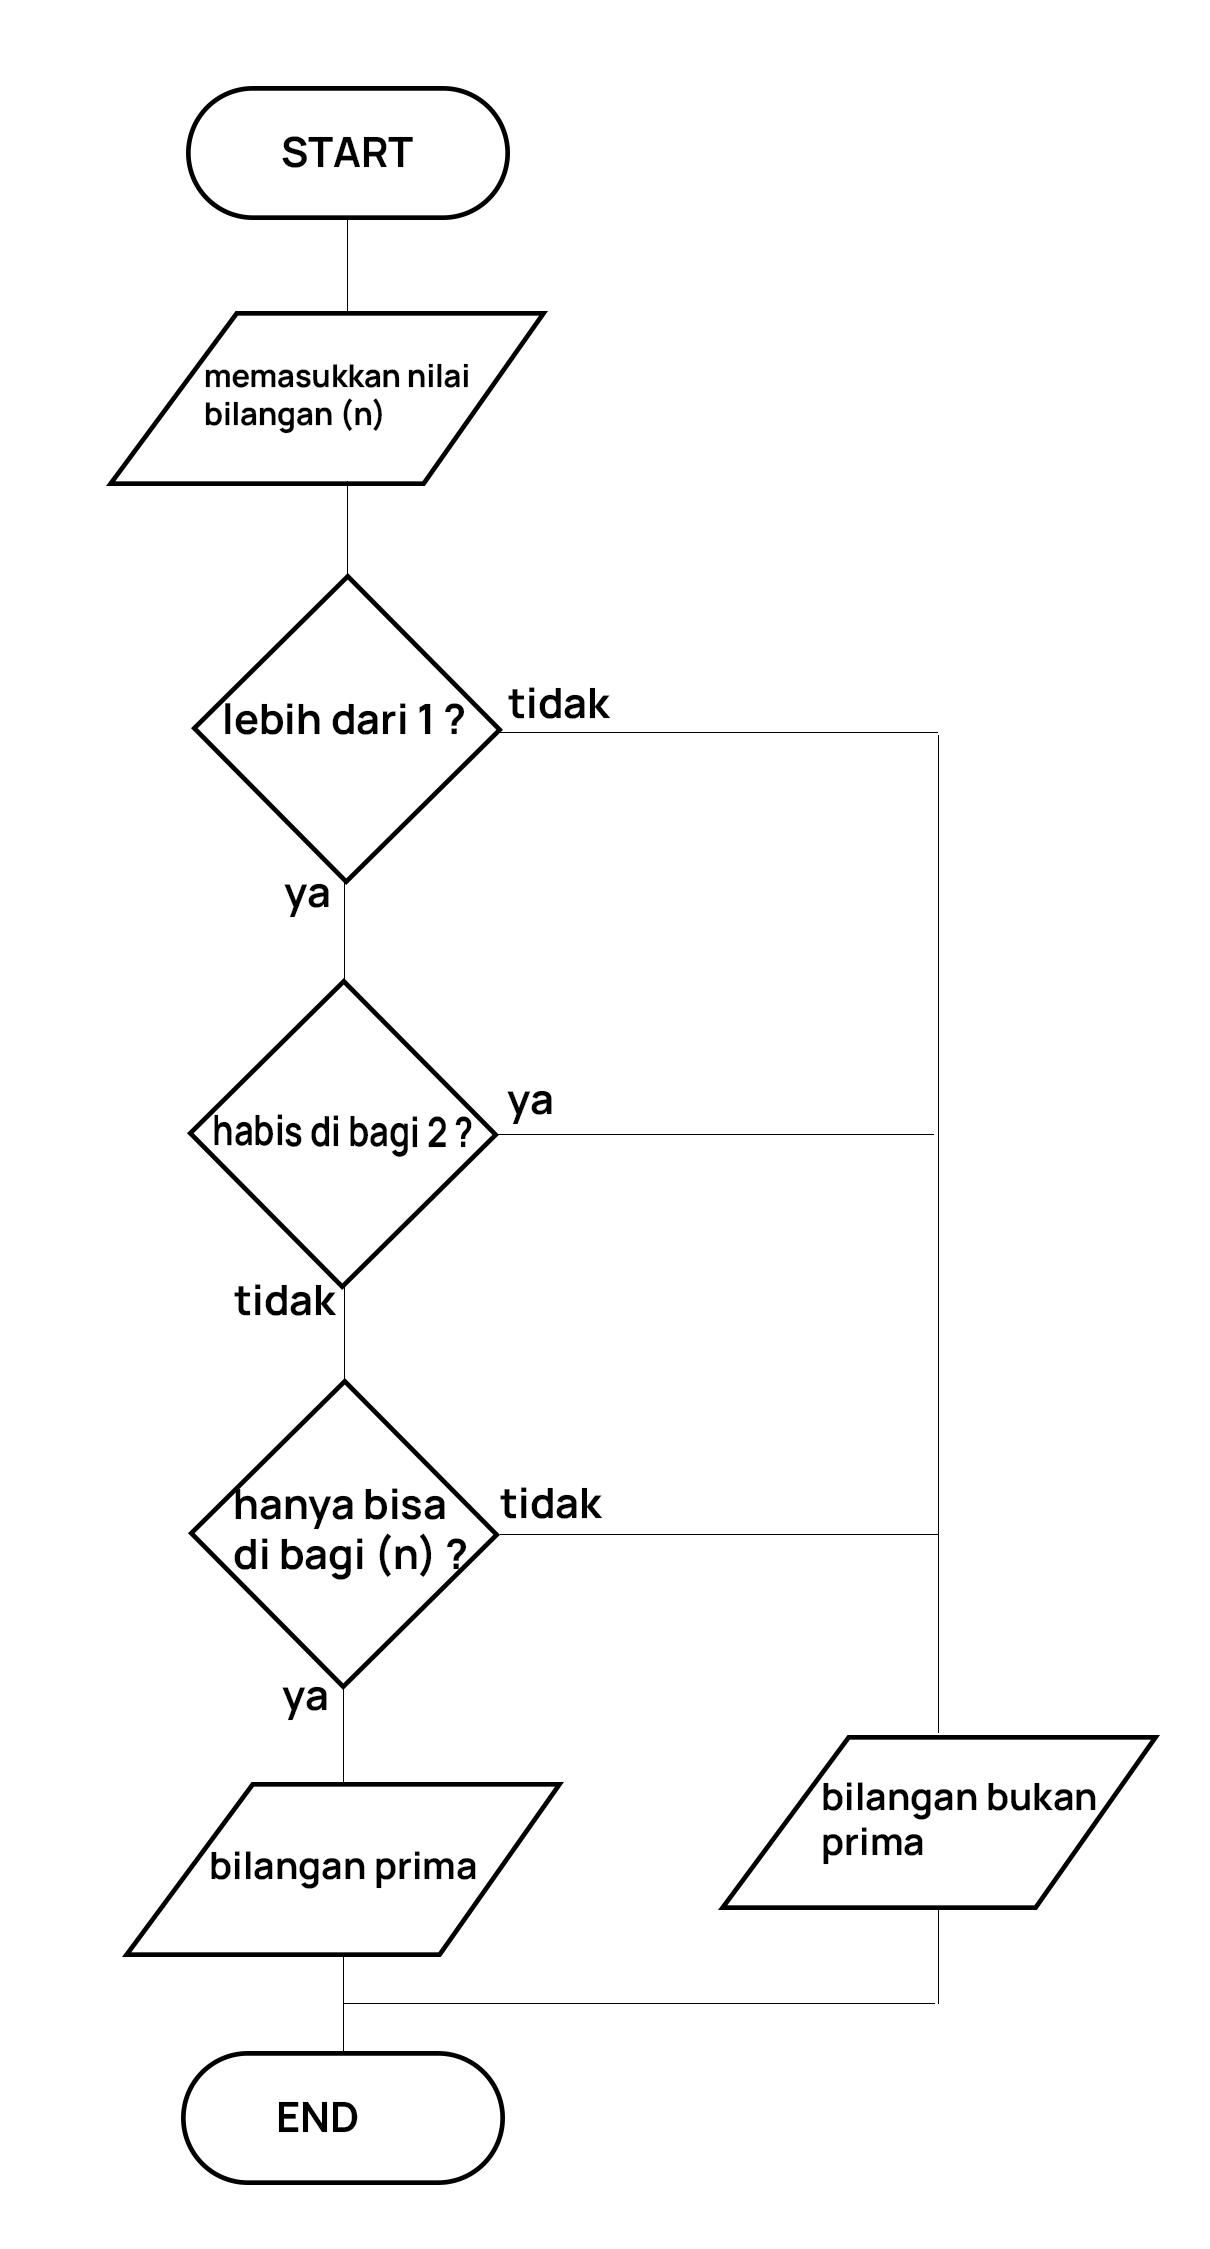 START
memasukkan nilai
bilangan (n)
lebih dari 1 ?
tidak
ya
habis di bagi 2 ?
ya
tidak
hanya bisa
di bagi (n) ?
tidak
ya
bilangan prima
bilangan bukan
prima
END